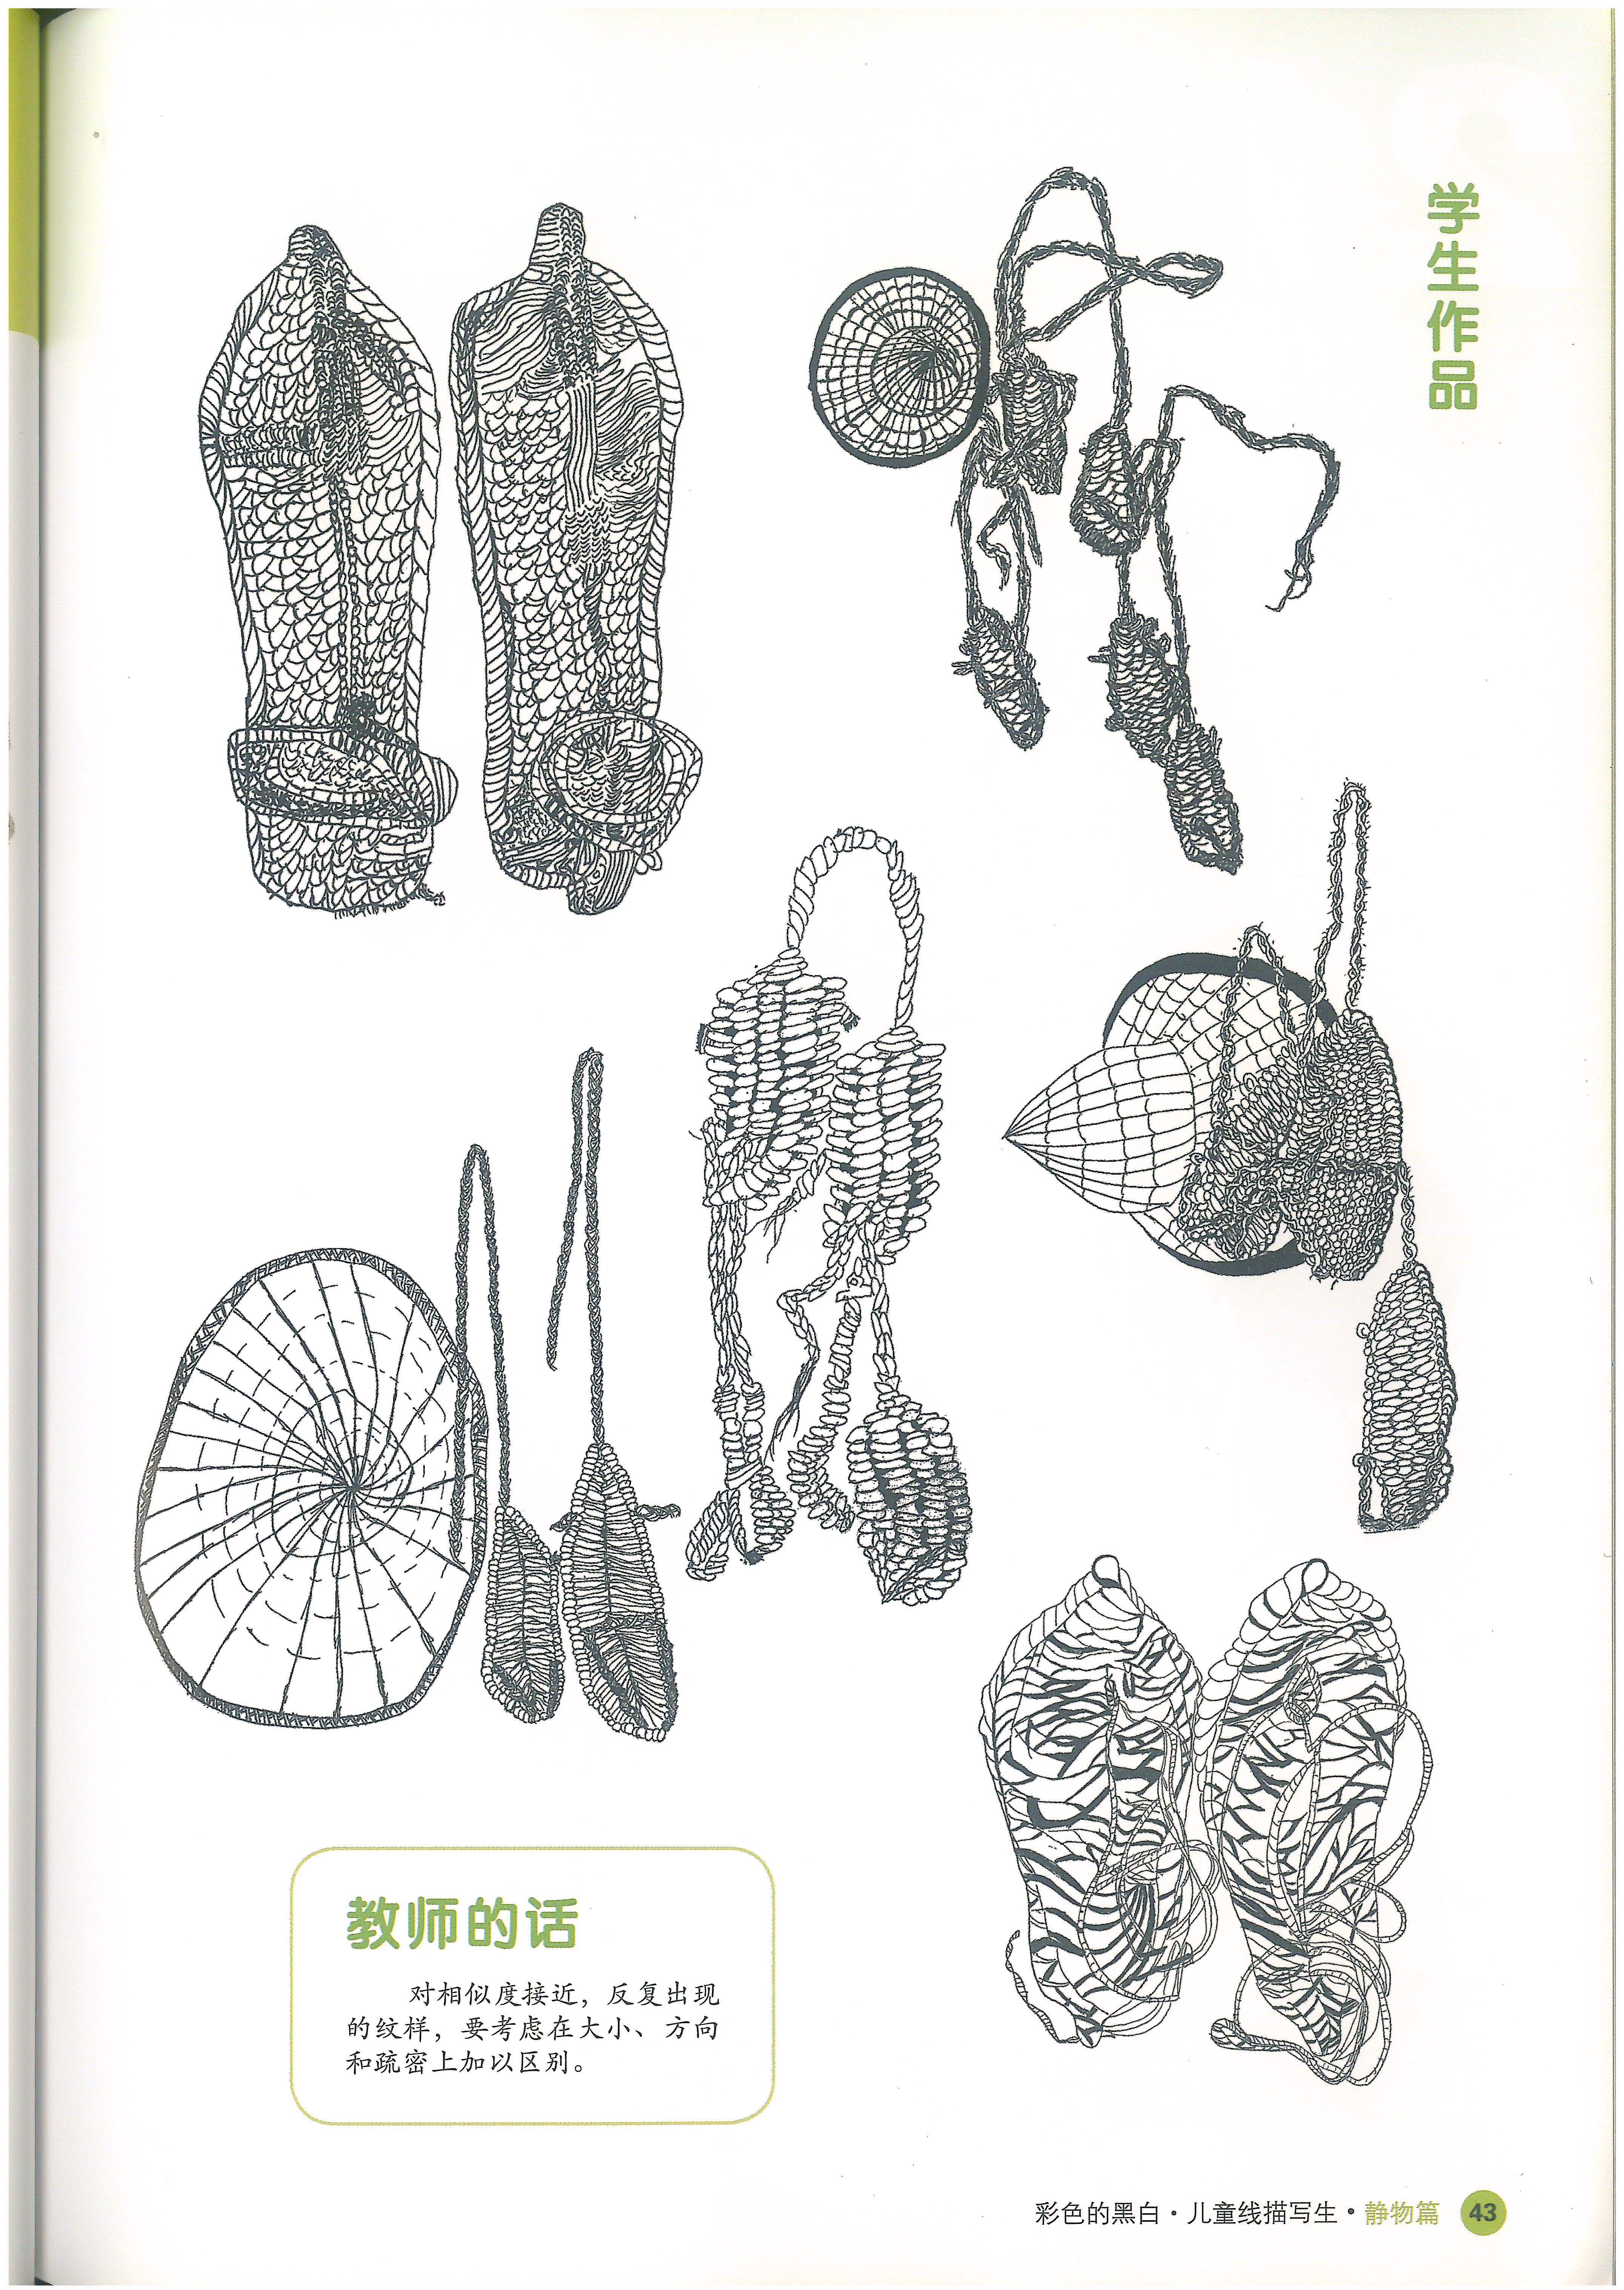 学生作品
教师的话
对相似度接近，反复出现
的纹样，要考虑在大小、方向
和疏密上加以区别。
彩色的黑白·儿童线描写生·静物篇 43